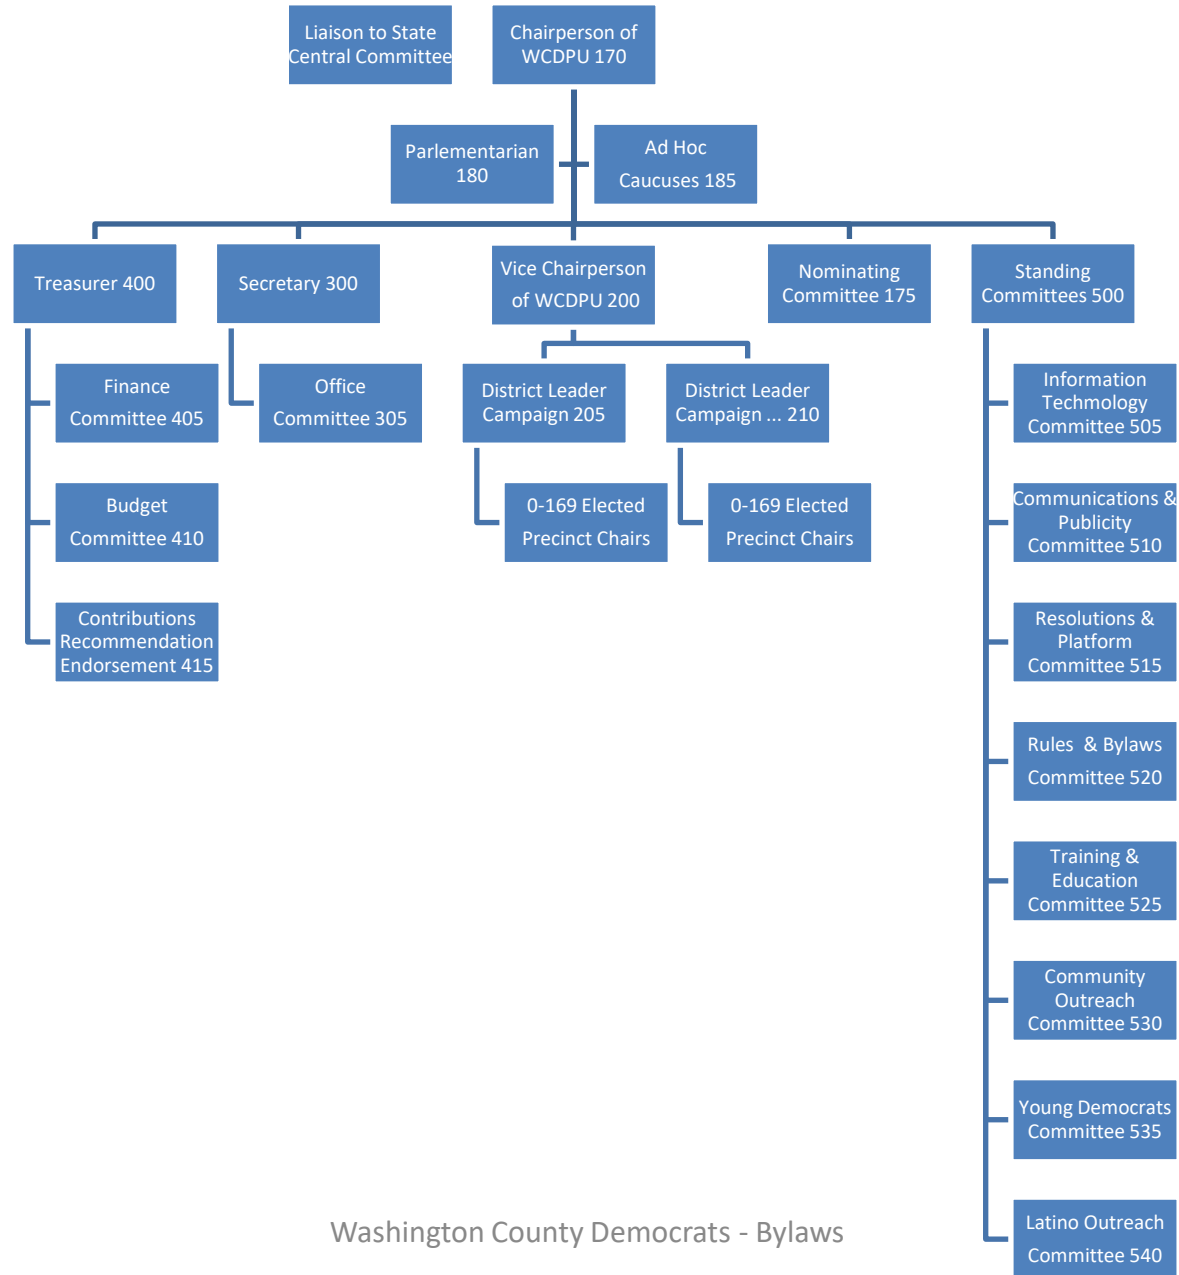 Liaison to State
Central Committee
Chairperson of
WCDPU 170
Parlementarian
180
Ad Hoc
Caucuses 185
Treasurer 400
Secretary 300
Vice Chairperson
of WCDPU 200
Nominating
Committee 175
Standing
Committees 500
Finance
Committee 405
Office
Committee 305
District Leader
Campaign 205
District Leader
Campaign ... 210
Information
Techmology
Committee 505
Budget
Committee 410
0-169 Elected
Precinct Chairs
0-169 Elected
Precinct Chairs
Communications &
Publicity
Committee 510
Contributions
Recommendation
Endorsement 415
Resolutions &
Platform
Committee 515
Rules & Bylaws
Committee 520
Training &
Education
Committee 525
Community
Outreach
Committee 530
Young Democrats
Committee 535
Latino Outreach
Committee 540
Washington County Democrats - Bylaws